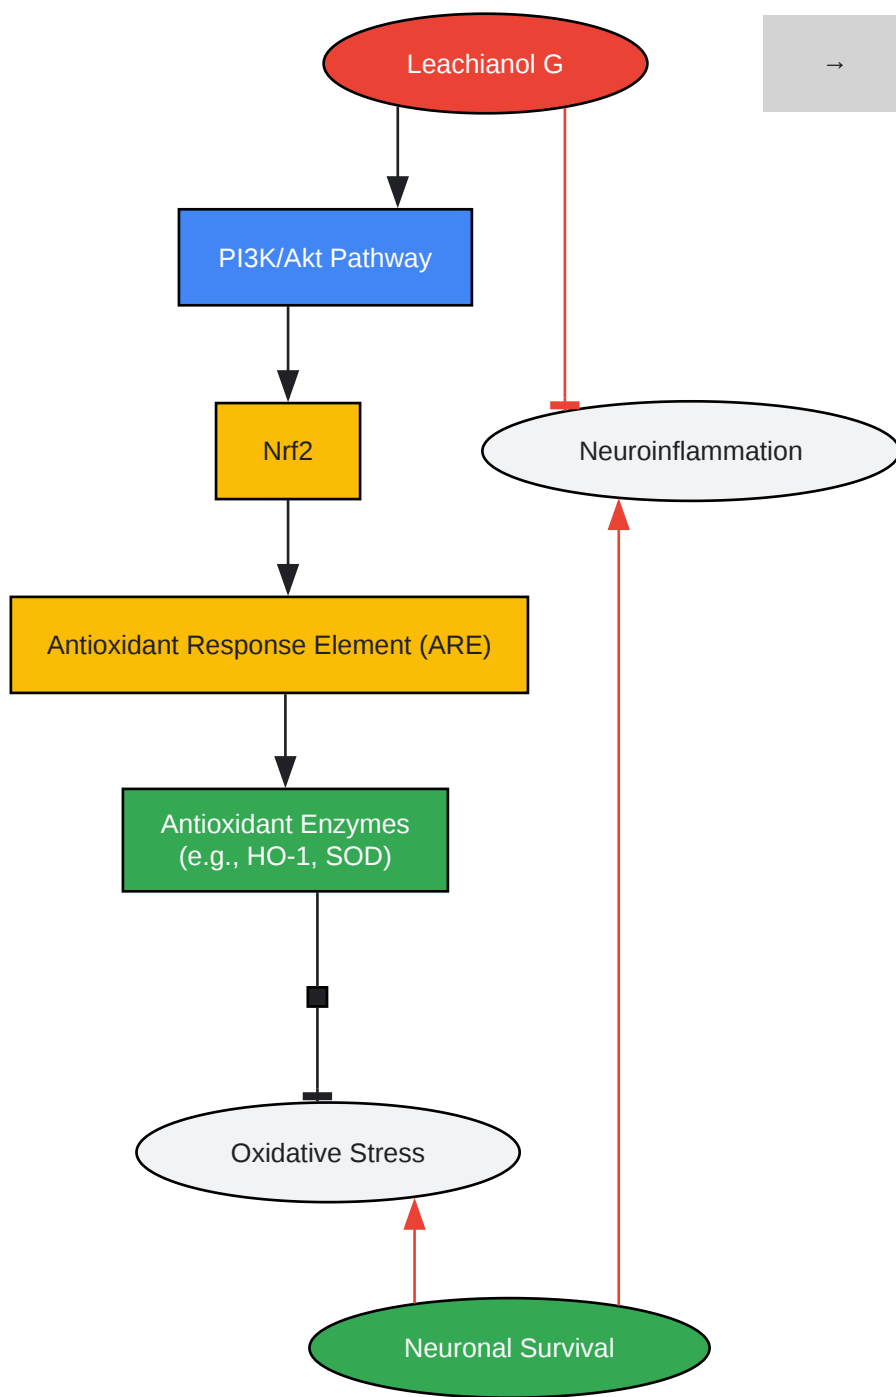 Leachianol G
→
PI3K/Akt Pathway
Nrf2
Neuroinflammation
Antioxidant Response Element (ARE)
Antioxidant Enzymes
(e.g., HO-1, SOD)
Oxidative Stress
Neuronal Survival